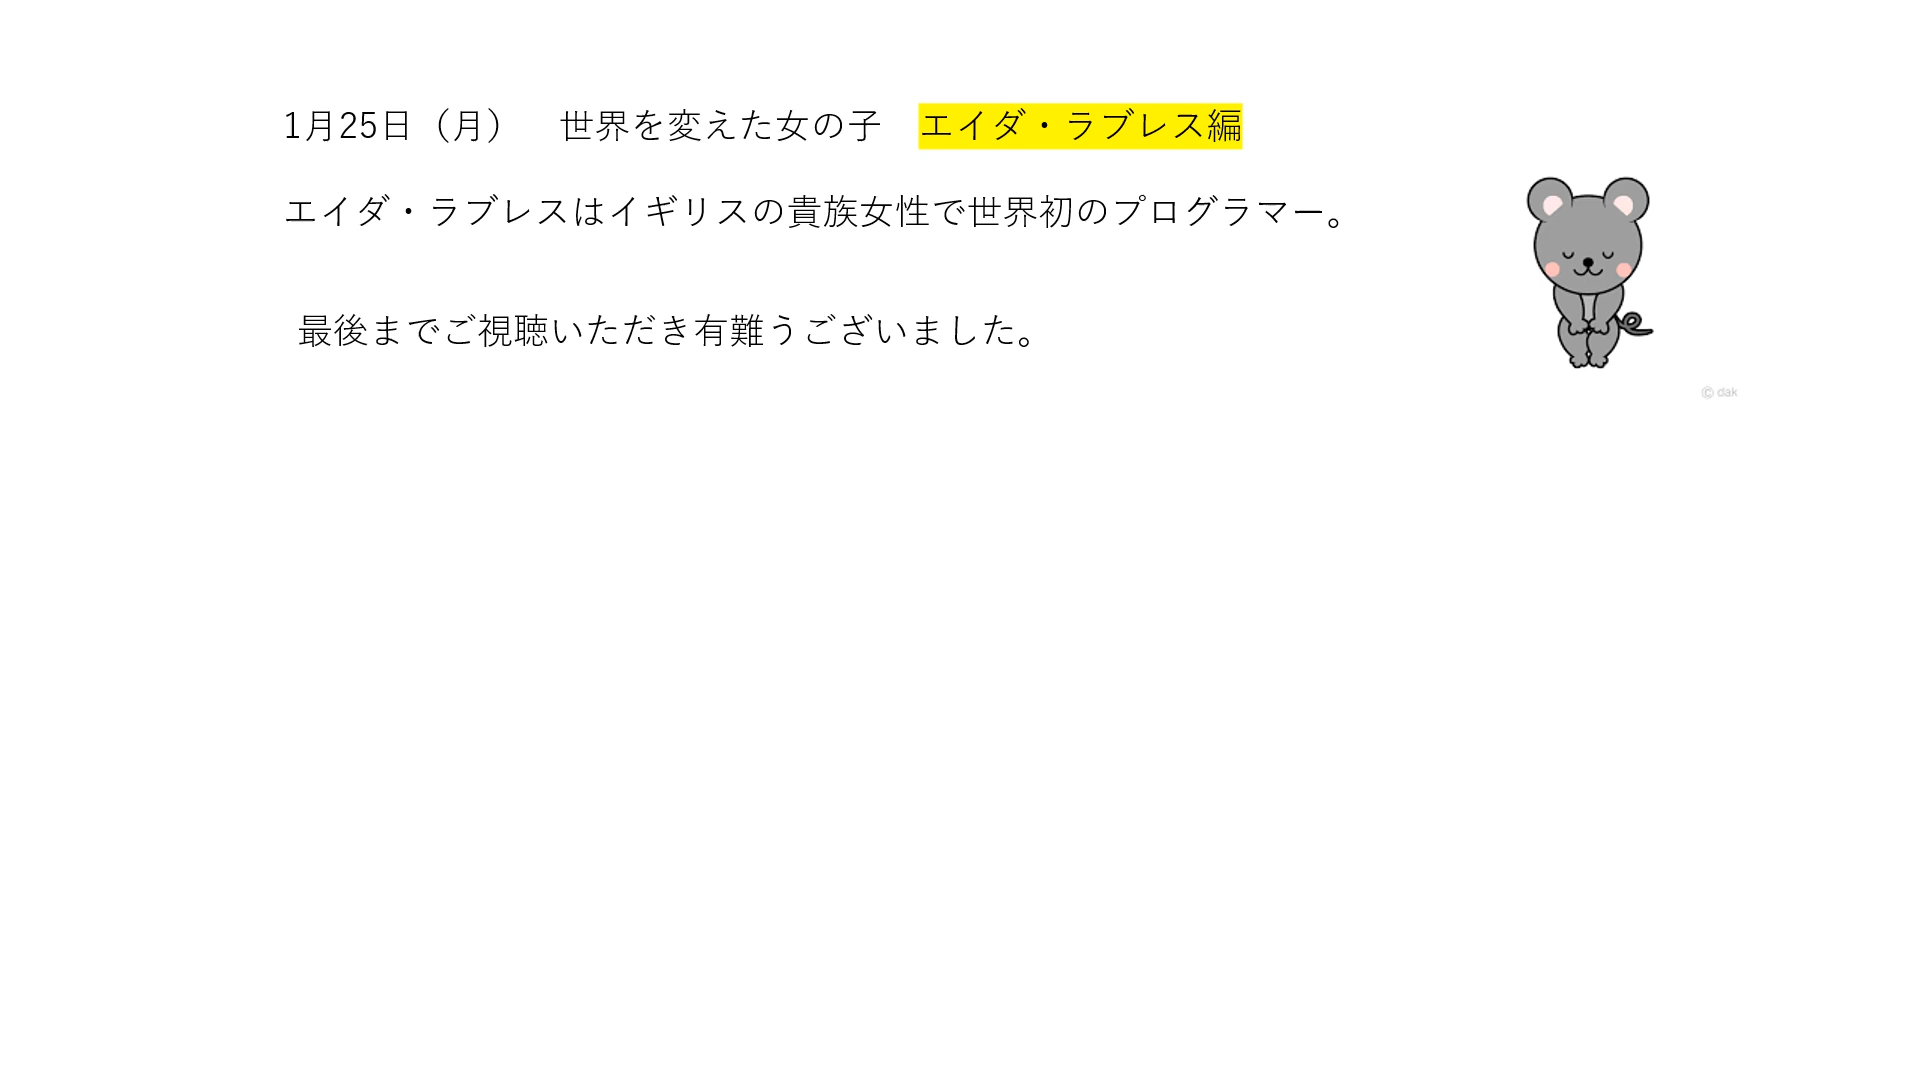 1月25日（月）　世界を変えた女の子　エイダ・ラブレス編
エイダ・ラブレスはイギリスの貴族女性で世界初のプログラマー。
最後までご視聴いただき有難うございました。
© dak